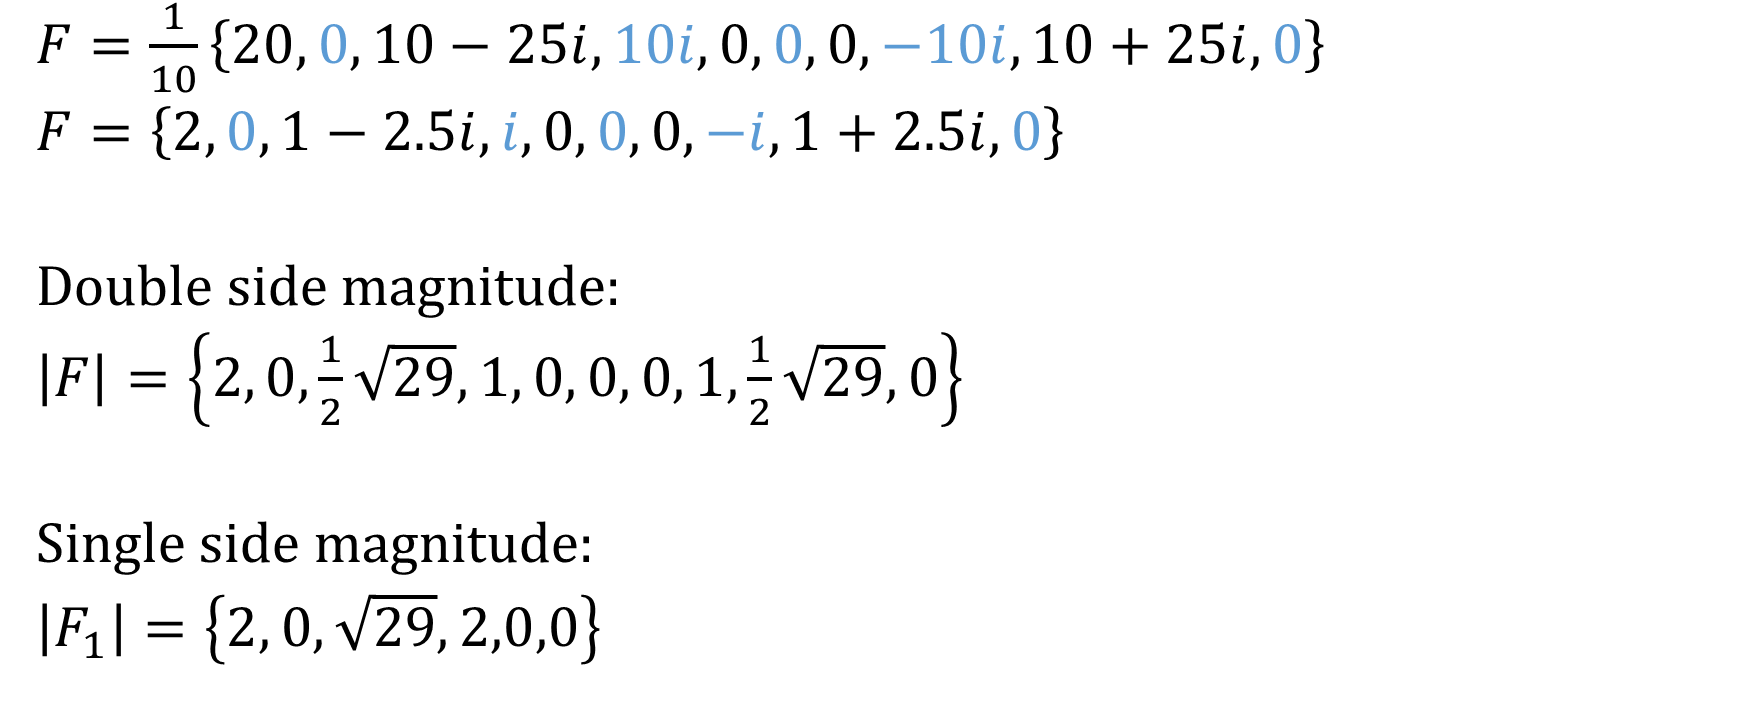 F = 1/10 {20, 0, 10 − 25i, 10i, 0, 0, 0, −10i, 10 + 25i, 0}
F = {2, 0, 1 − 2.5i, i, 0, 0, 0, −i, 1 + 2.5i, 0}
Double side magnitude:
|F| = {2, 0, 1/2 √29, 1, 0, 0, 0, 1, 1/2 √29, 0}
Single side magnitude:
|F₁| = {2, 0, √29, 2,0,0}